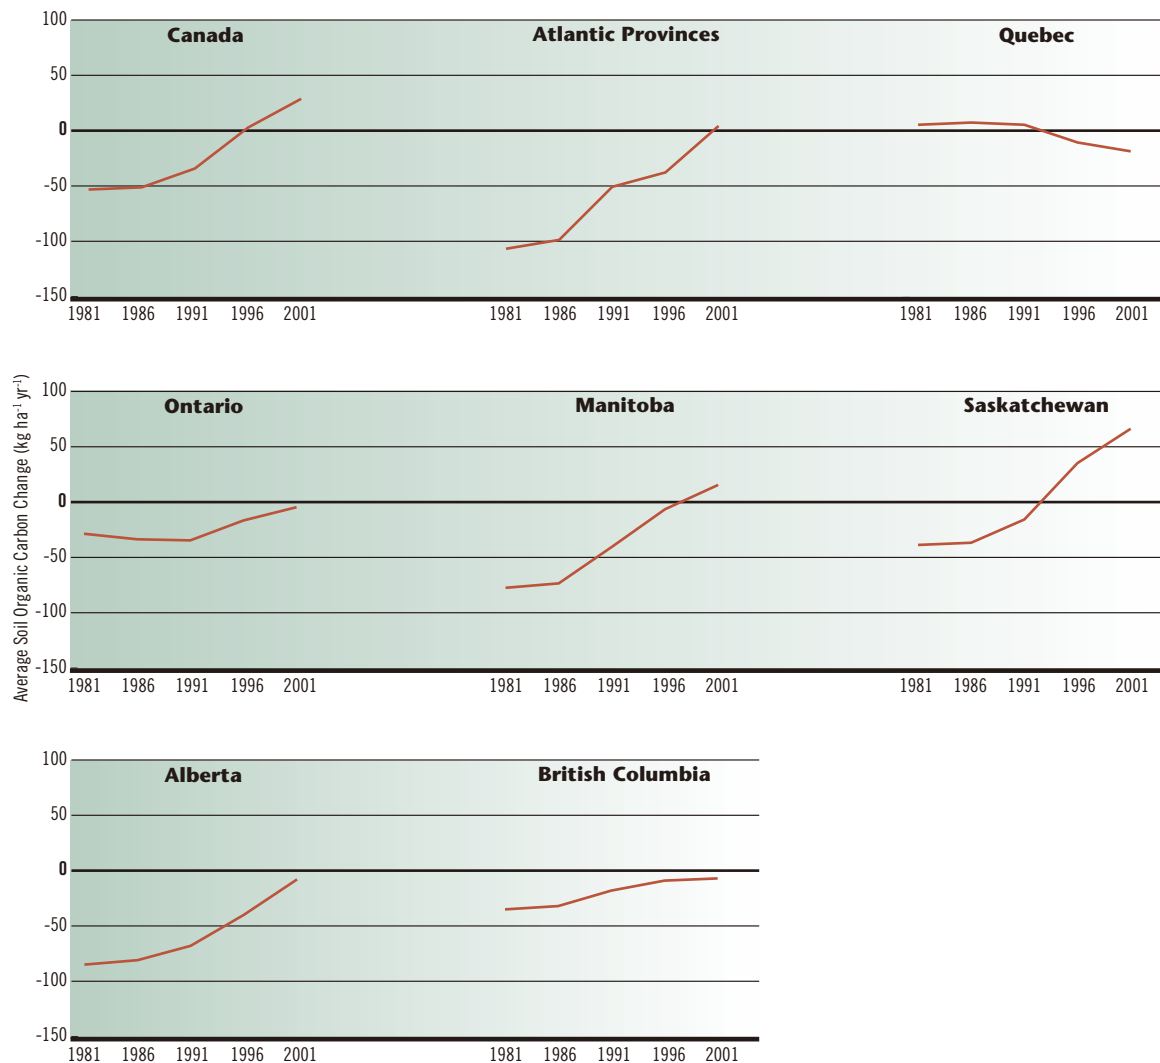 100
Canada Atlantic Provinces Quebec
50
0
-50
-100
-150
1981 1986 1991 1996 2001 1981 1986 1991 1996 2001 1981 1986 1991 1996 2001
Average Soil Organic Carbon Change (kg ha⁻¹ yr⁻¹)
100
Ontario Manitoba Saskatchewan
50
0
-50
-100
-150
1981 1986 1991 1996 2001 1981 1986 1991 1996 2001 1981 1986 1991 1996 2001
100
Alberta British Columbia
50
0
-50
-100
-150
1981 1986 1991 1996 2001 1981 1986 1991 1996 2001